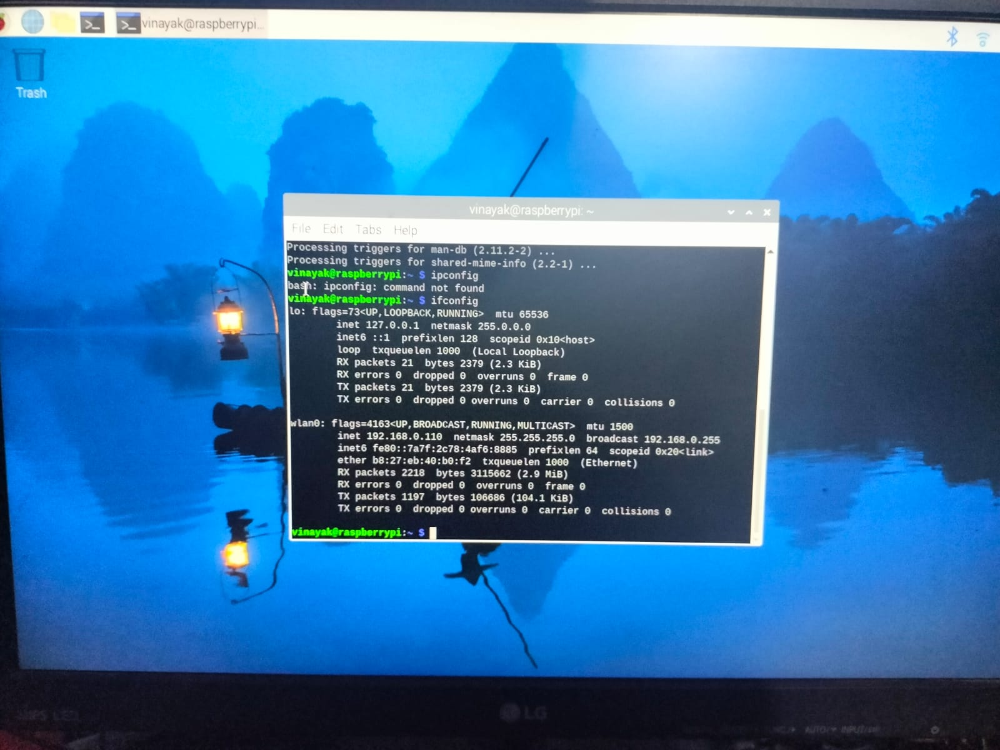 vinayak@raspberrypi...
Trash
vinayak@raspberrypi: ~
File Edit Tabs Help
Processing triggers for man-db (2.11.2-2) ...
Processing triggers for shared-mime-info (2.2-1) ...
vinayak@raspberrypi:~ $ ipconfig
bash: ipconfig: command not found
vinayak@raspberrypi:~ $ ifconfig
lo: flags=73<UP,LOOPBACK,RUNNING>  mtu 65536
inet 127.0.0.1  netmask 255.0.0.0
inet6 ::1  prefixlen 128  scopeid 0x10<host>
loop  txqueuelen 1000  (Local Loopback)
RX packets 21  bytes 2379 (2.3 KiB)
RX errors 0  dropped 0  overruns 0  frame 0
TX packets 21  bytes 2379 (2.3 KiB)
TX errors 0  dropped 0 overruns 0  carrier 0  collisions 0
wlan0: flags=4163<UP,BROADCAST,RUNNING,MULTICAST>  mtu 1500
inet 192.168.0.110  netmask 255.255.255.0  broadcast 192.168.0.255
inet6 fe80::7a7f:2c78:4af6:8885  prefixlen 64  scopeid 0x20<link>
ether b8:27:eb:40:b0:f2  txqueuelen 1000  (Ethernet)
RX packets 2218  bytes 3115662 (2.9 MiB)
RX errors 0  dropped 0  overruns 0  frame 0
TX packets 1197  bytes 106686 (104.1 KiB)
TX errors 0  dropped 0 overruns 0  carrier 0  collisions 0
vinayak@raspberrypi:~ $
LG